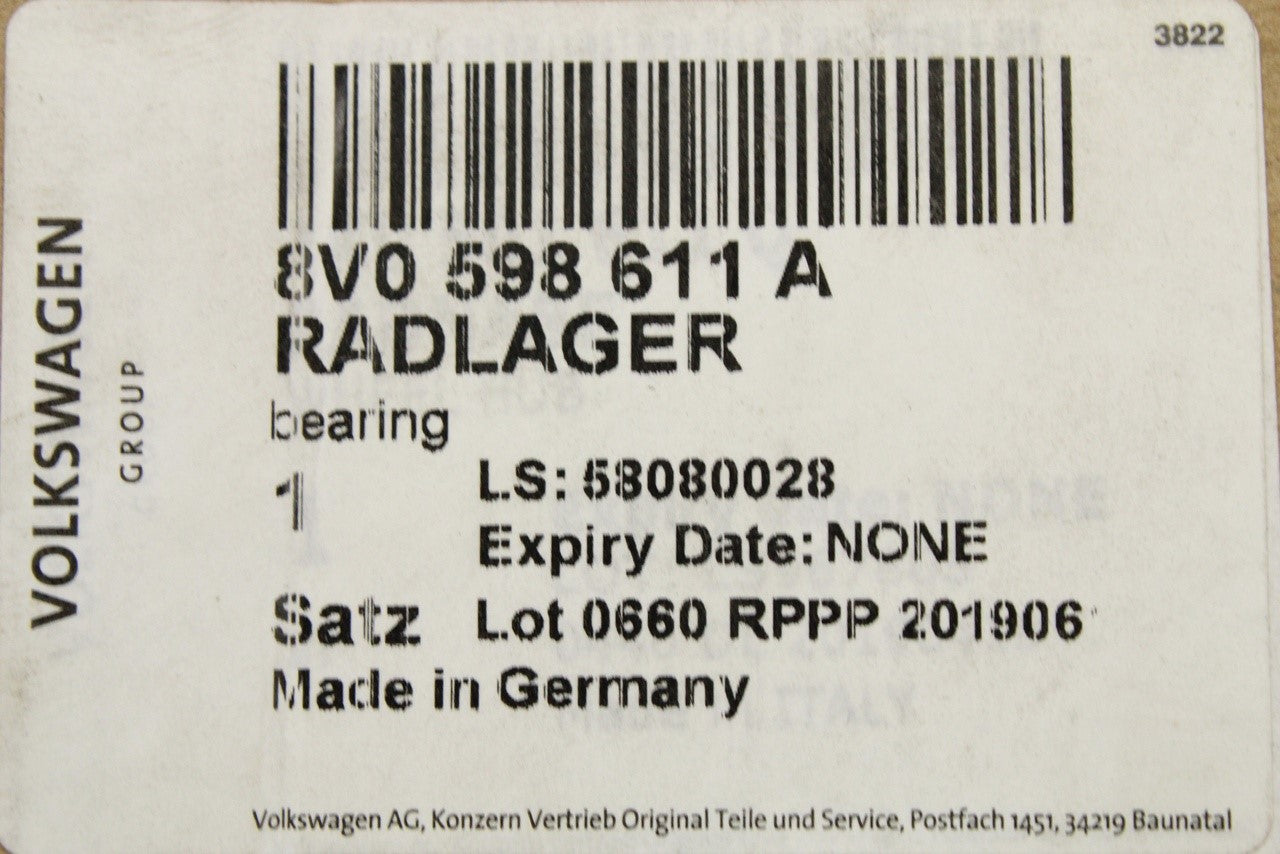 3822
8V0 598 611 A
RADLAGER
bearing
1
LS: 58080028
Expiry Date: NONE
Satz Lot 0660 RPPP 201906
Made in Germany
VOLKSWAGEN
GROUP
Volkswagen AG, Konzern Vertrieb Original Teile und Service, Postfach 1451, 34219 Baunatal